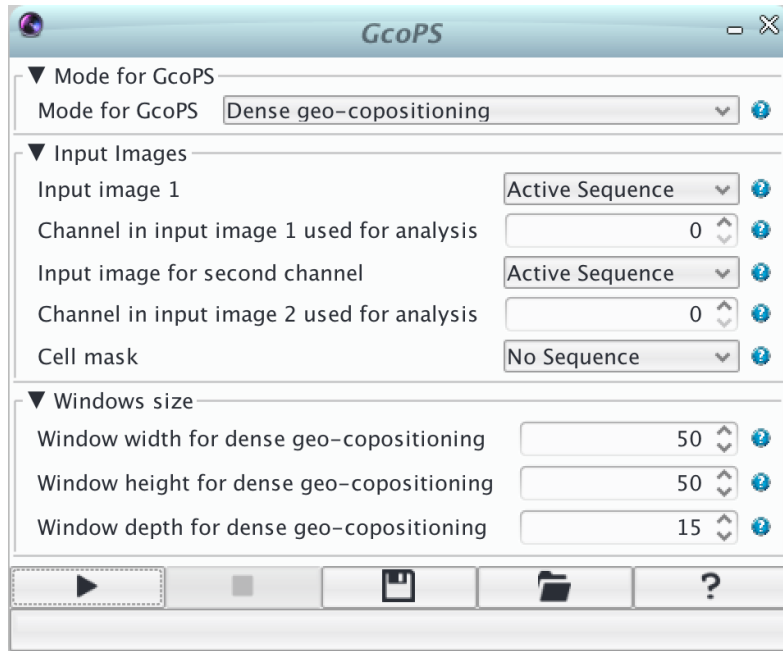 GcoPS
Mode for GcoPS
Mode for GcoPS Dense geo-copositioning
Input Images
Input image 1 Active Sequence
Channel in input image 1 used for analysis 0
Input image for second channel Active Sequence
Channel in input image 2 used for analysis 0
Cell mask No Sequence
Windows size
Window width for dense geo-copositioning 50
Window height for dense geo-copositioning 50
Window depth for dense geo-copositioning 15
?